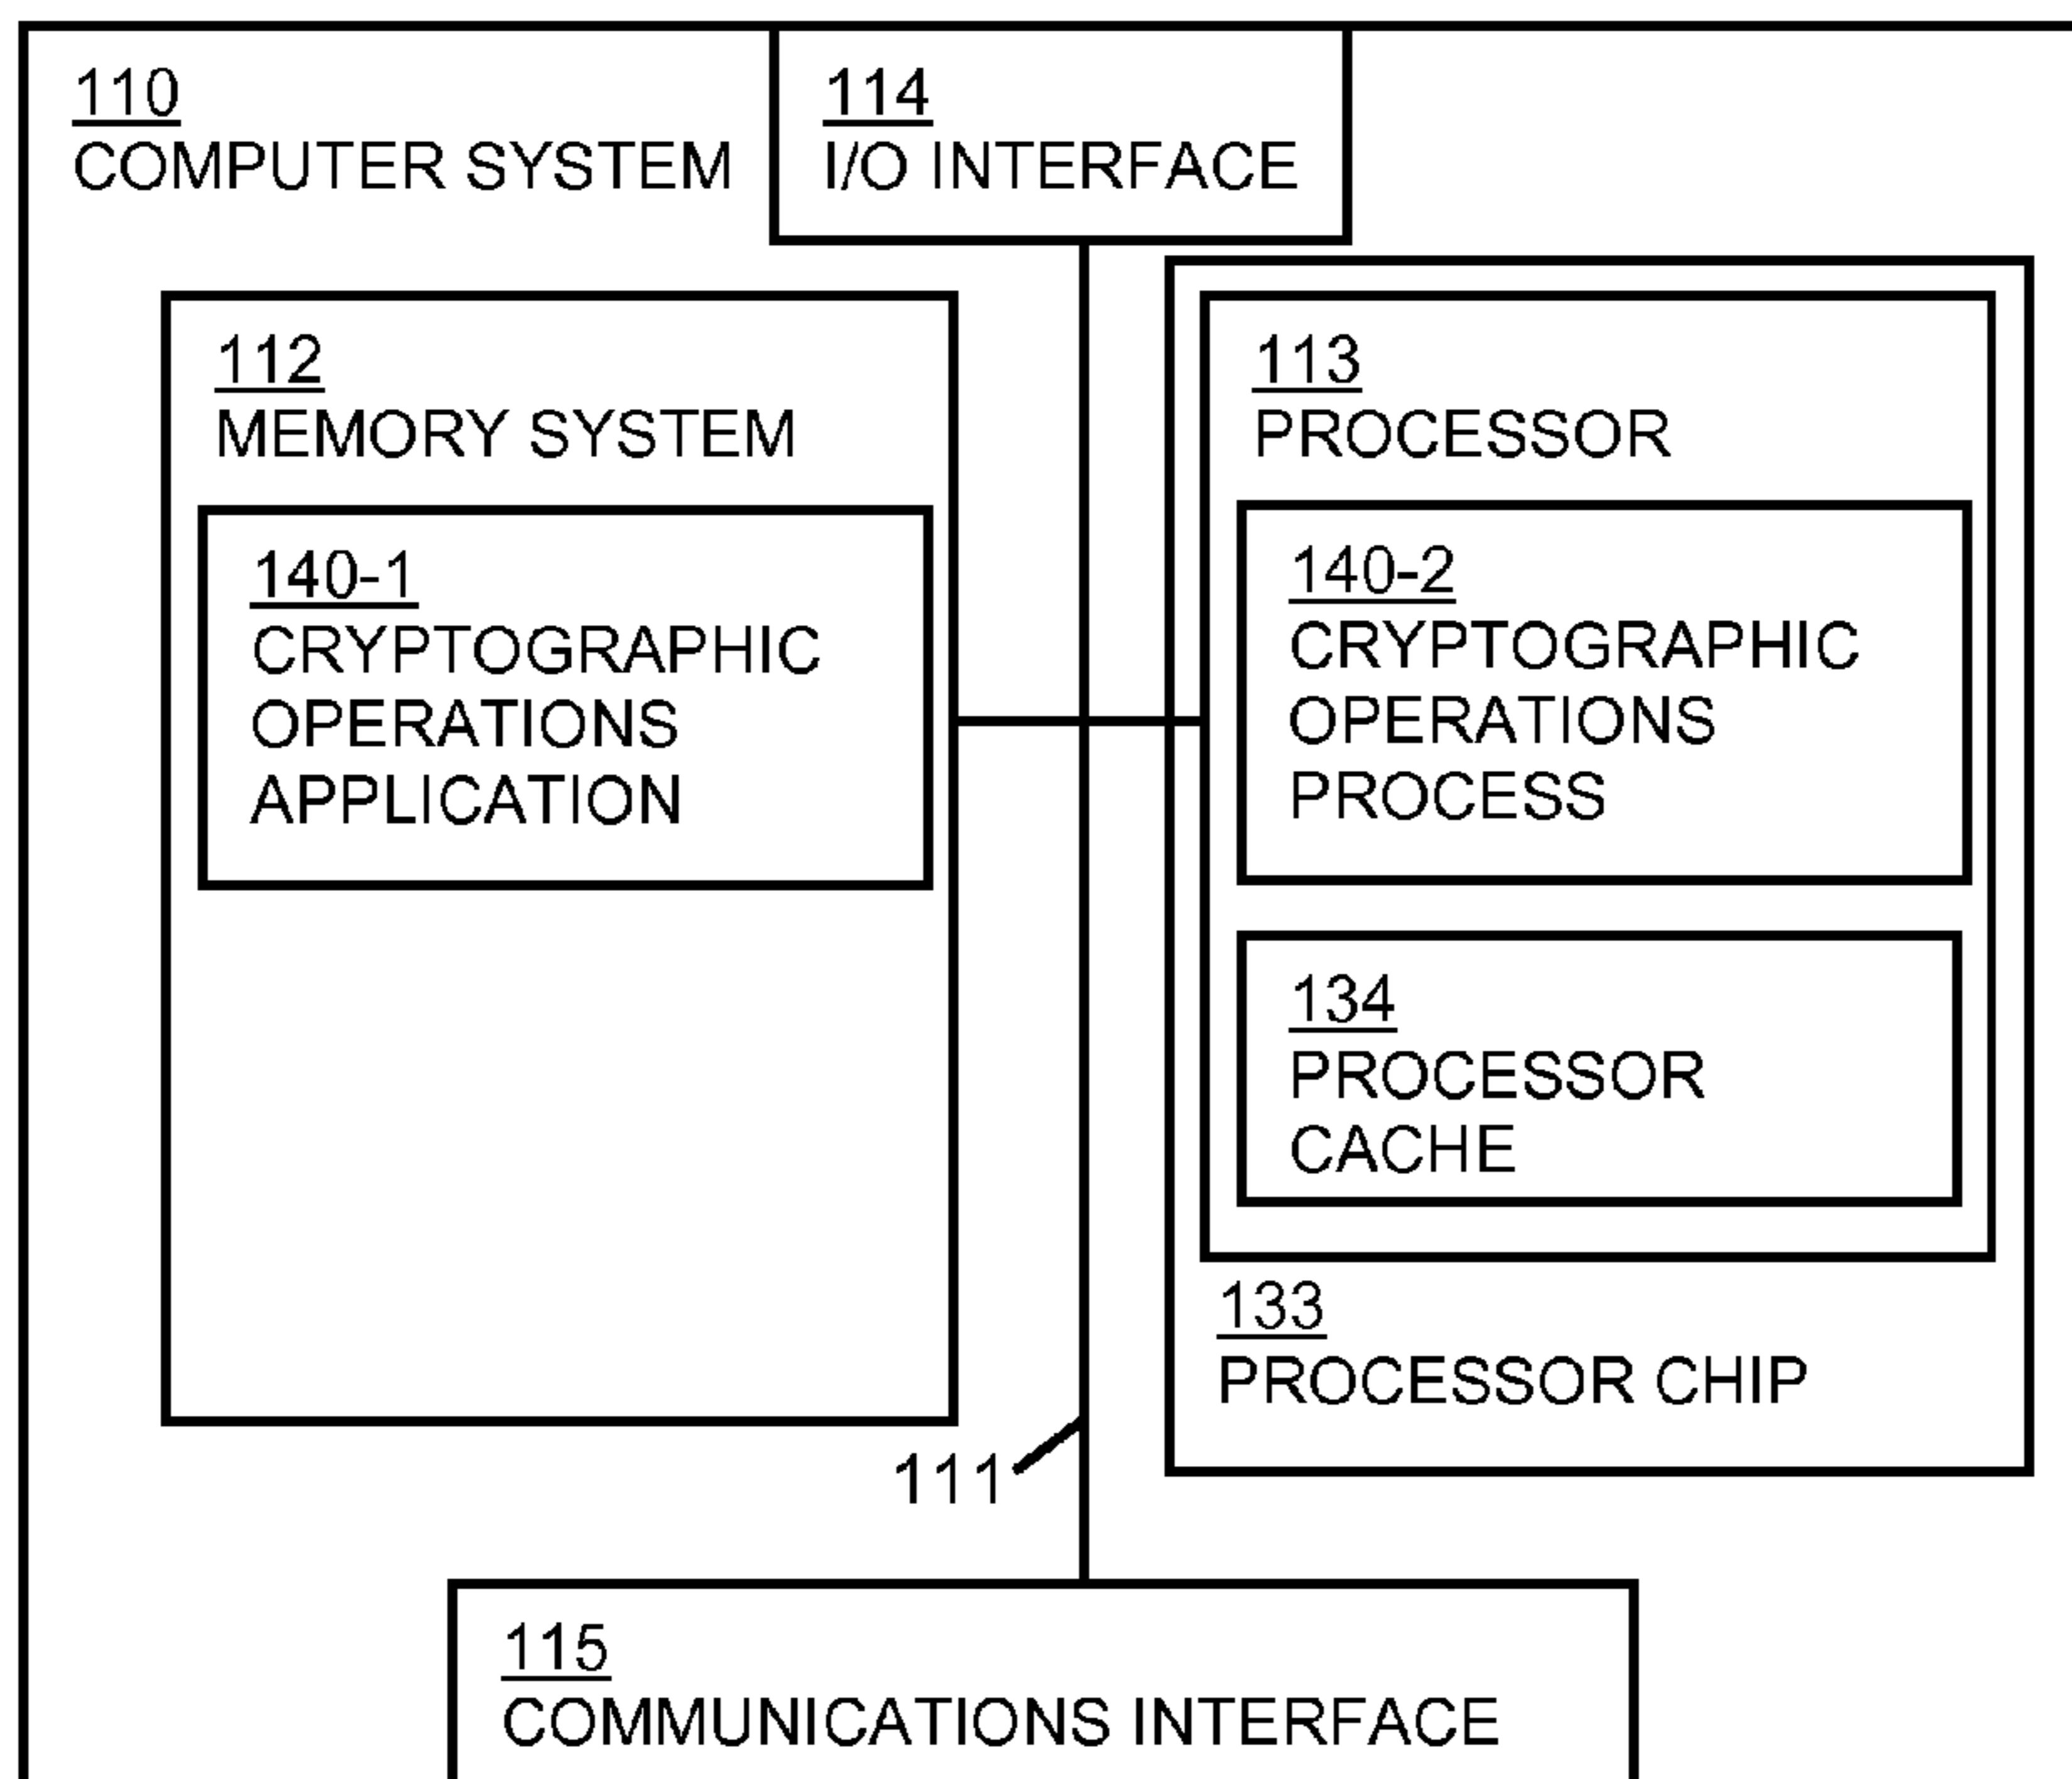 110
COMPUTER SYSTEM
114
I/O INTERFACE
112
MEMORY SYSTEM
140-1
CRYPTOGRAPHIC
OPERATIONS
APPLICATION
113
PROCESSOR
140-2
CRYPTOGRAPHIC
OPERATIONS
PROCESS
134
PROCESSOR
CACHE
133
PROCESSOR CHIP
111
115
COMMUNICATIONS INTERFACE